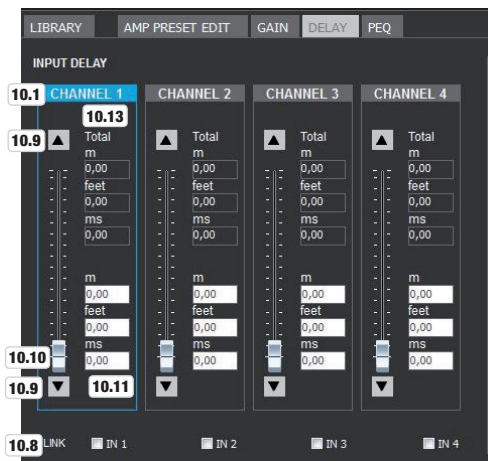 LIBRARY AMP PRESET EDIT GAIN DELAY PEQ
INPUT DELAY
10.1 CHANNEL 1 CHANNEL 2 CHANNEL 3 CHANNEL 4
10.13
10.9 ▲ Total ▲ Total ▲ Total ▲ Total
m m m m
0,00 0,00 0,00 0,00
feet feet feet feet
0,00 0,00 0,00 0,00
ms ms ms ms
0,00 0,00 0,00 0,00
m m m m
0,00 0,00 0,00 0,00
feet feet feet feet
0,00 0,00 0,00 0,00
ms ms ms ms
10.10 0,00 0,00 0,00 0,00
10.9 ▼ 10.11 ▼ ▼ ▼
10.8 LINK IN 1 IN 2 IN 3 IN 4